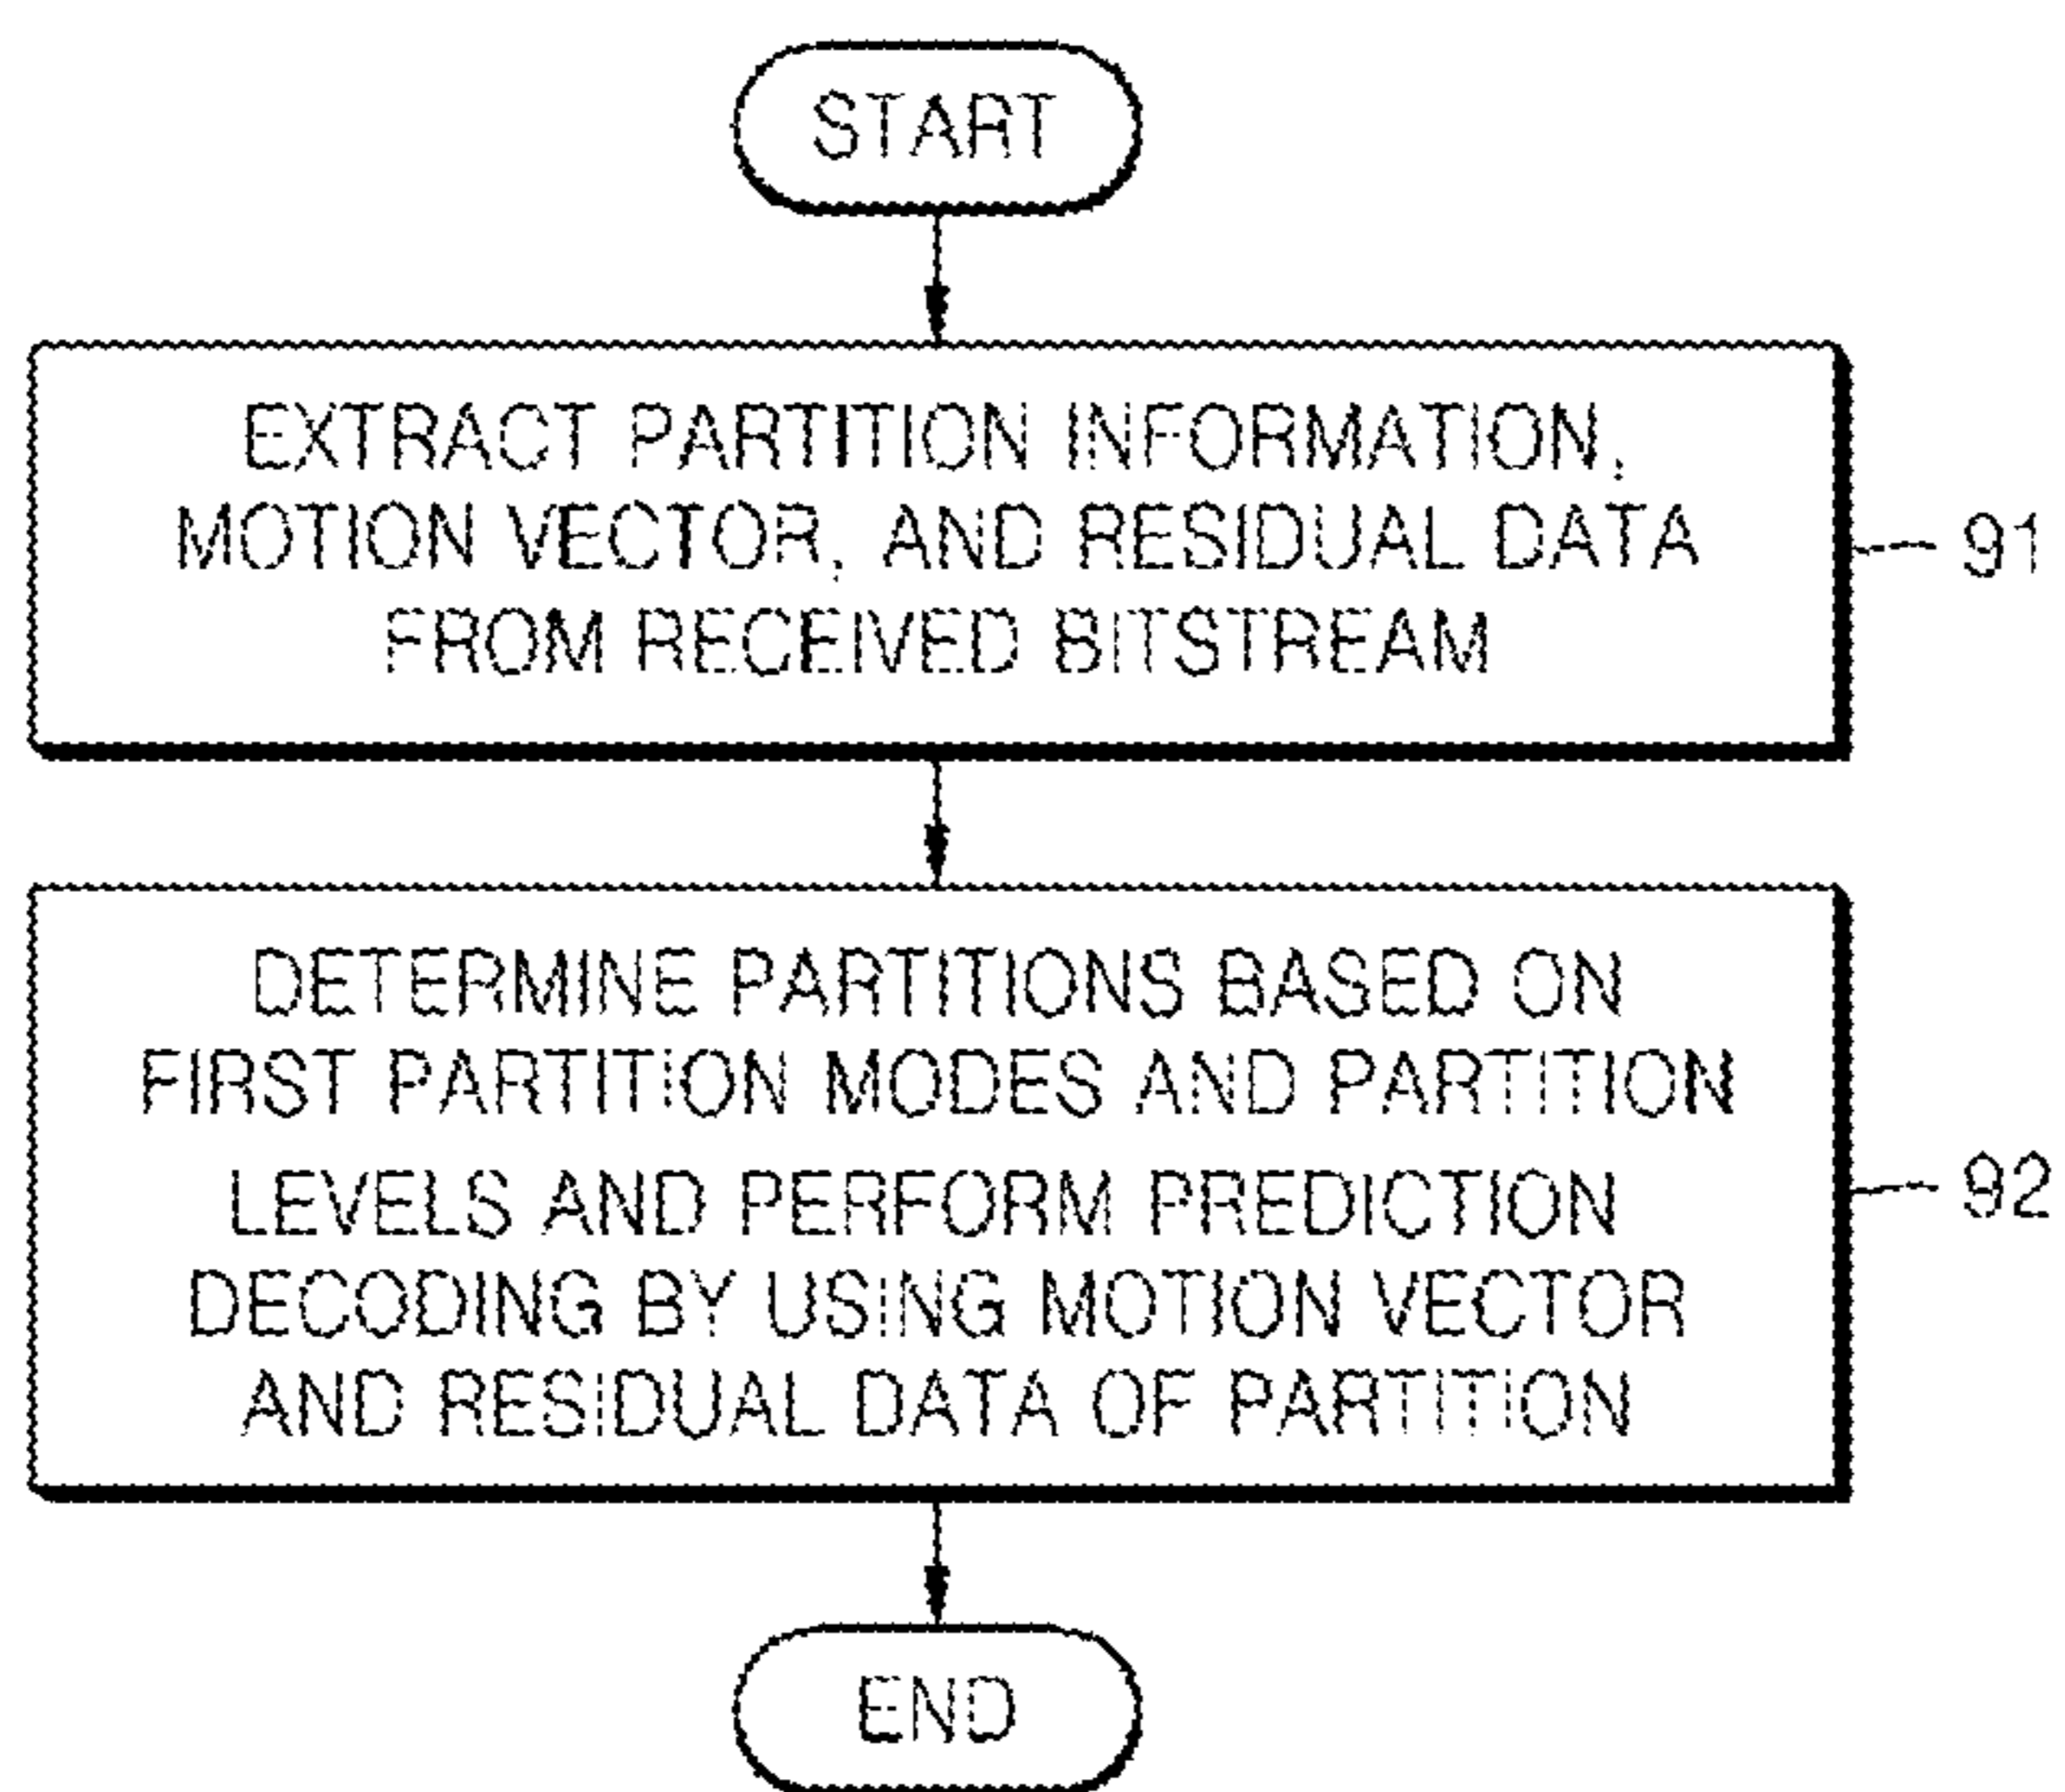 START
EXTRACT PARTITION INFORMATION,
MOTION VECTOR, AND RESIDUAL DATA
FROM RECEIVED BITSTREAM
91
DETERMINE PARTITIONS BASED ON
FIRST PARTITION MODES AND PARTITION
LEVELS AND PERFORM PREDICTION
DECODING BY USING MOTION VECTOR
AND RESIDUAL DATA OF PARTITION
92
END